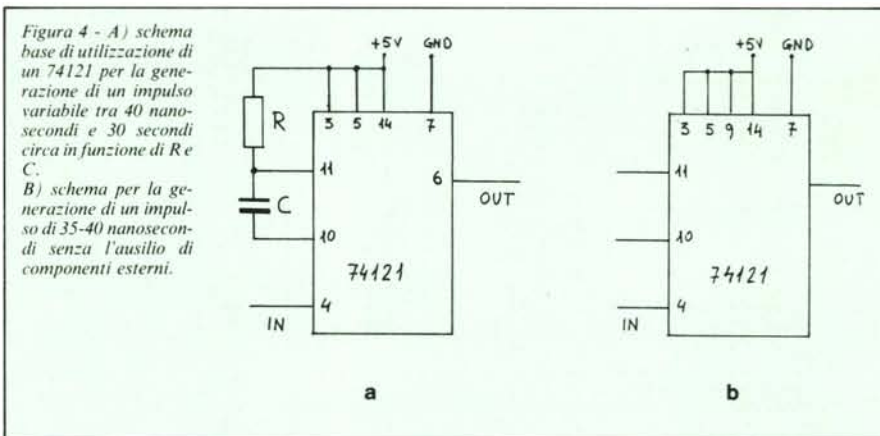 Figura 4 - A) schema
base di utilizzazione di
un 74121 per la gene-
razione di un impulso
variabile tra 40 nano-
secondi e 30 secondi
circa in funzione di R e
C.
B) schema per la ge-
nerazione di un impul-
so di 35-40 nanosecon-
di senza l'ausilio di
componenti esterni.
+5V GND
R
3 5 14 7
11
C
6
OUT
10
74121
4
IN
a
+5V GND
3 5 9 14 7
11
OUT
10
74121
4
IN
b